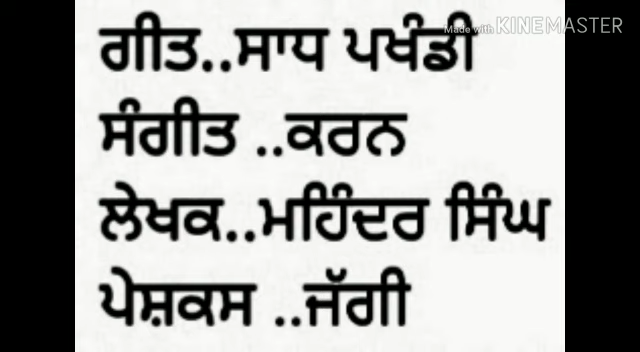 Made with KINEMASTER
ਗੀਤ..ਸਾਧ ਪਖੰਡੀ
ਸੰਗੀਤ ..ਕਰਨ
ਲੇਖਕ..ਮਹਿੰਦਰ ਸਿੰਘ
ਪੇਸ਼ਕਸ ..ਜੱਗੀ